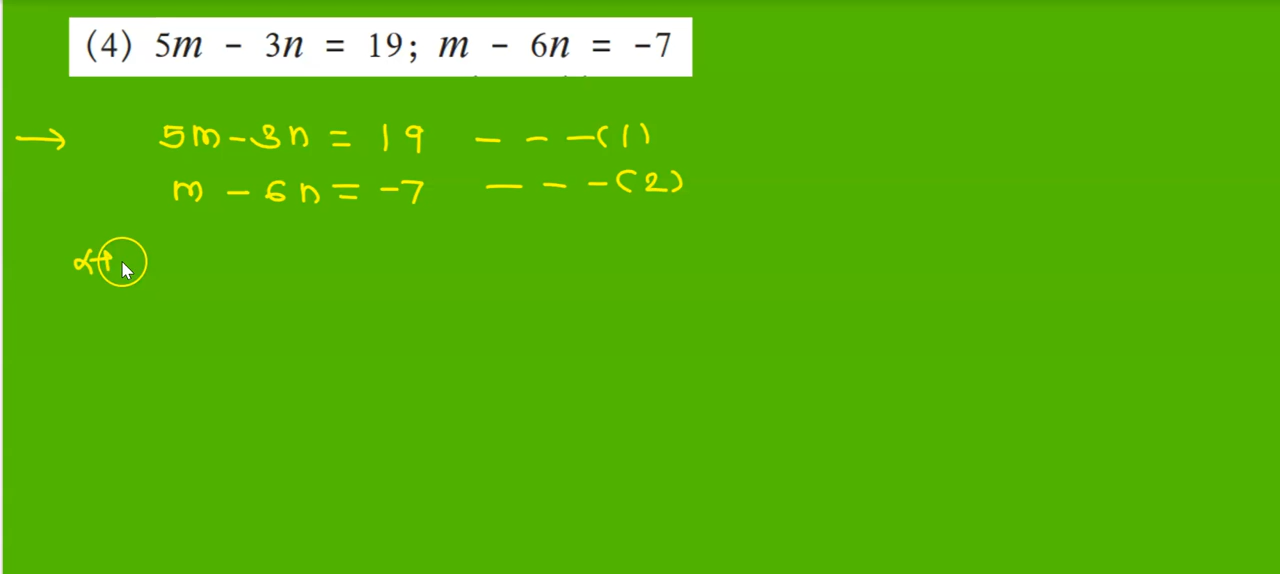 (4) 5m - 3n = 19; m - 6n = -7
→ 5m - 3n = 19 - - -(1)
m - 6n = -7 - - -(2)